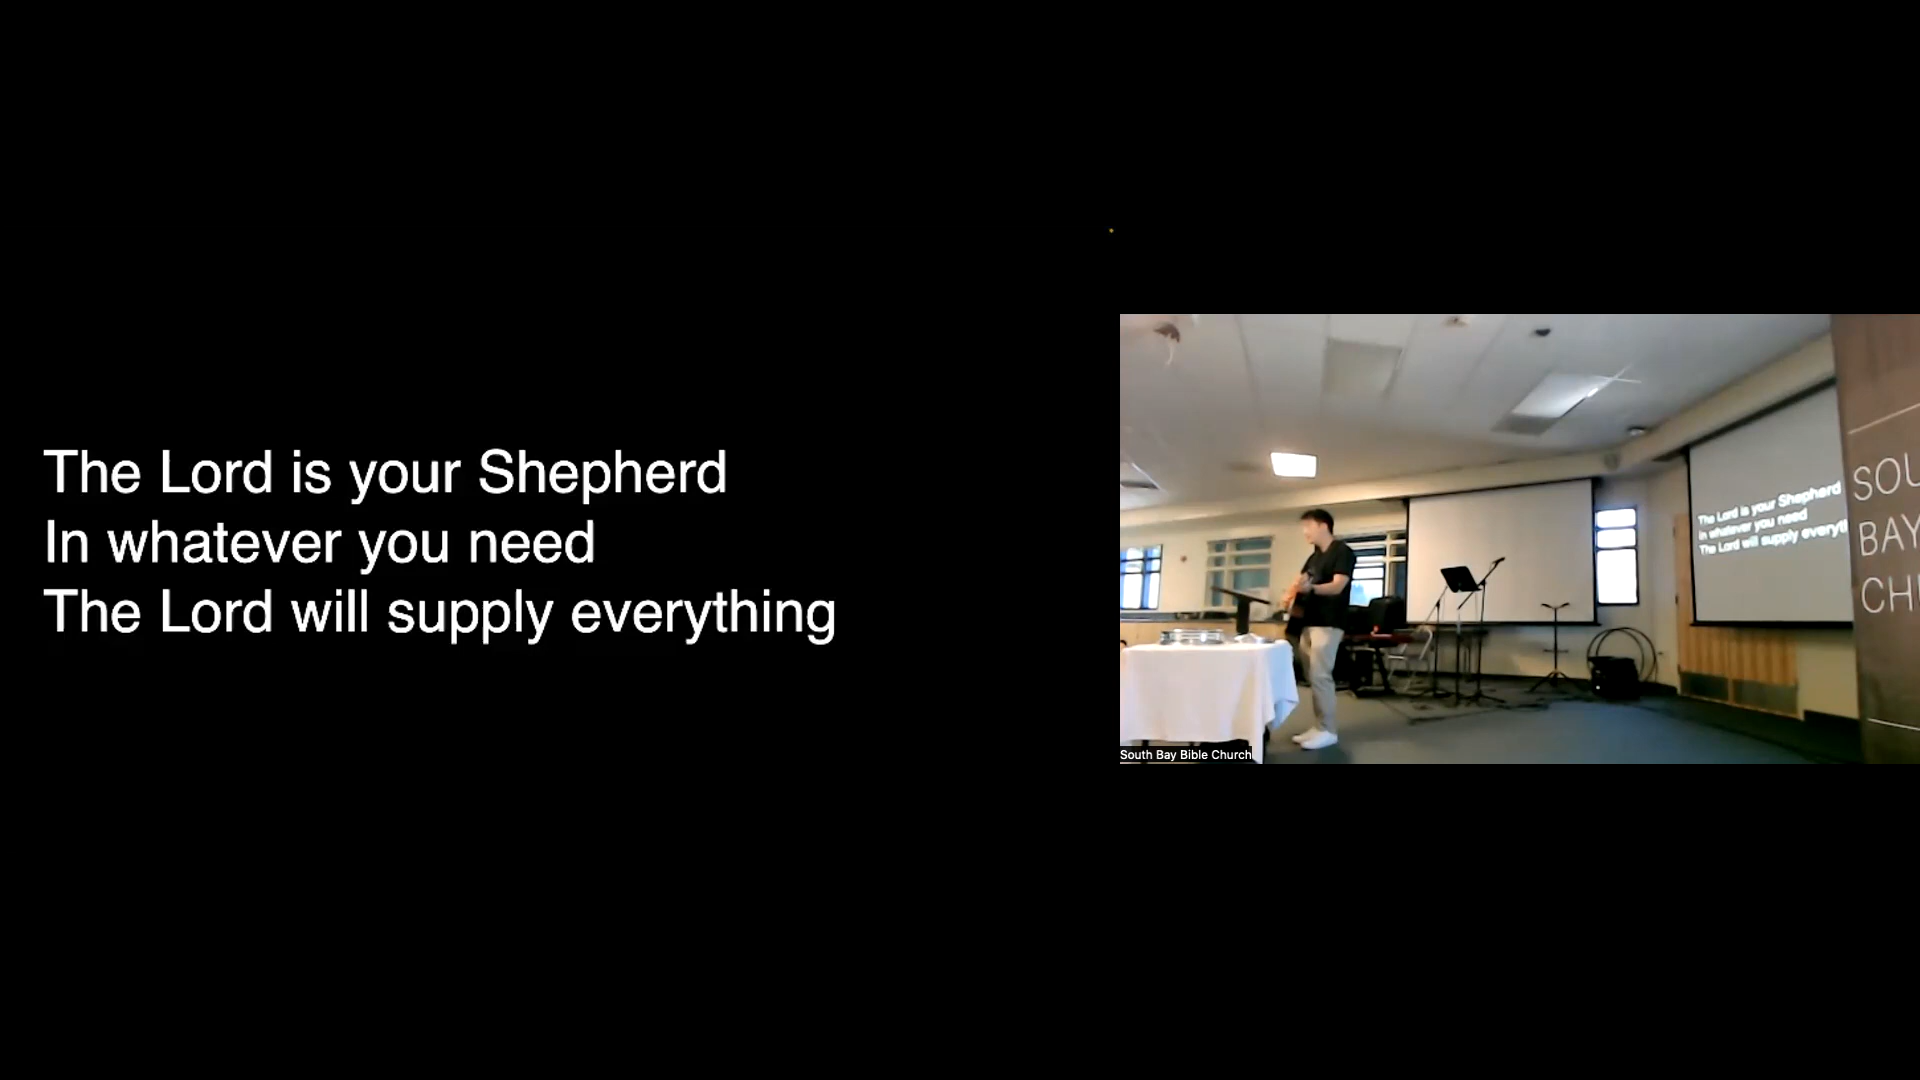 The Lord is your Shepherd
In whatever you need
The Lord will supply everything
The Lord is your Shepherd
In whatever you need
The Lord will supply everyt
SOU
BAY
CH
South Bay Bible Church